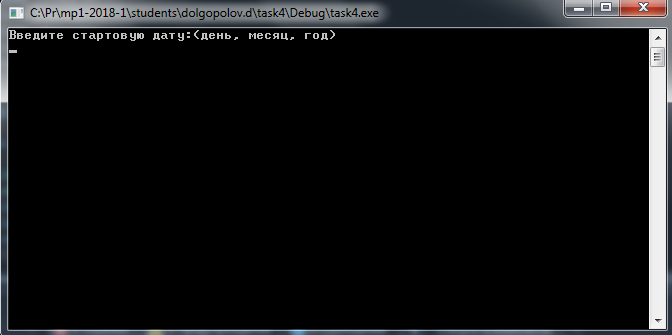 C:\Pr\mp1-2018-1\students\dolgopolov.d\task4\Debug\task4.exe
Введите стартовую дату:(день, месяц, год)